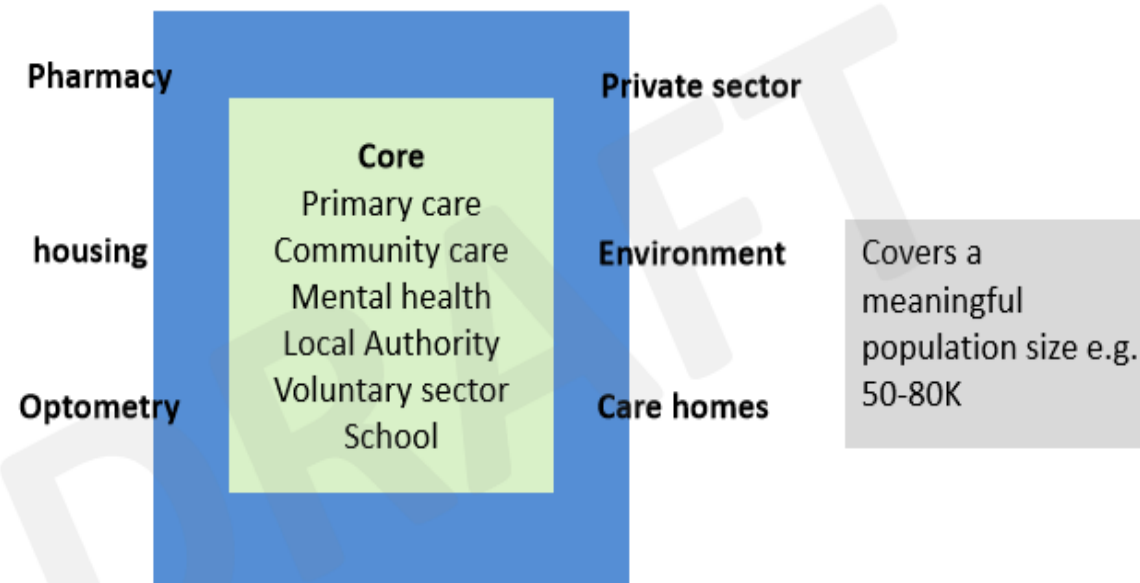 Pharmacy
housing
Optometry
Core
Primary care
Community care
Mental health
Local Authority
Voluntary sector
School
Private sector
Environment
Care homes
Covers a
meaningful
population size e.g.
50-80K
DRAFT